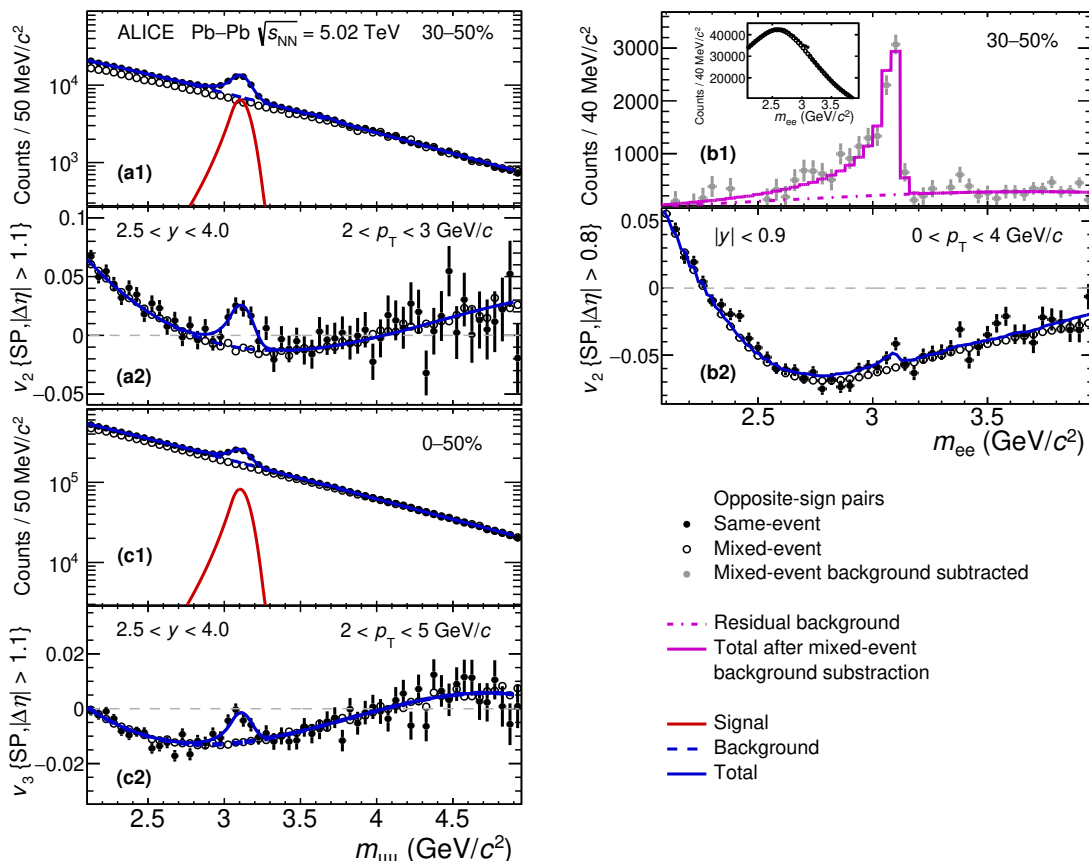 ALICE Pb–Pb √sNN = 5.02 TeV 30–50%
Counts / 50 MeV/c²
10⁴
10³
(a1)
2.5 < y < 4.0 2 < pT < 3 GeV/c
v₂ {SP,|Δη| > 1.1}
0.1
0.05
0
−0.05
(a2)
0–50%
Counts / 50 MeV/c²
10⁵
10⁴
(c1)
2.5 < y < 4.0 2 < pT < 5 GeV/c
v₃ {SP,|Δη| > 1.1}
0.02
0
−0.02
(c2)
2.5 3 3.5 4 4.5 5
mμμ (GeV/c²)
30–50%
Counts / 40 MeV/c²
3000
2000
1000
0
(b1)
Counts / 40 MeV/c²
40000
30000
20000
2.5 3.5
mee (GeV/c²)
|y| < 0.9 0 < pT < 4 GeV/c
v₂ {SP,|Δη| > 0.8}
0.05
0
−0.05
(b2)
2.5 3 3.5
mee (GeV/c²)
Opposite-sign pairs
Same-event
Mixed-event
Mixed-event background subtracted
Residual background
Total after mixed-event
background substraction
Signal
Background
Total